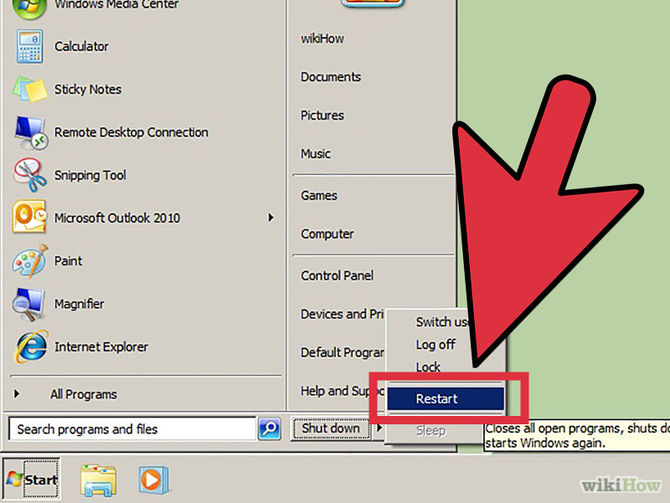 Windows Media Center
Calculator
Sticky Notes
Remote Desktop Connection
Snipping Tool
Microsoft Outlook 2010
Paint
Magnifier
Internet Explorer
All Programs
Search programs and files
wikiHow
Documents
Pictures
Music
Games
Computer
Control Panel
Devices and Pri
Default Program
Help and Suppo
Shut down
Switch use
Log off
Lock
Restart
Sleep
Closes all open programs, shuts do
starts Windows again.
Start
wikiHow